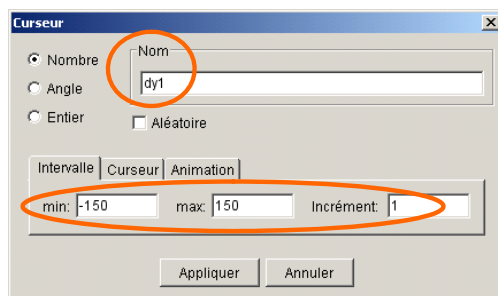 Curseur
Nombre
Angle
Entier
Nom
dy1
Aléatoire
Intervalle Curseur Animation
min: -150 max: 150 Incrément: 1
Appliquer Annuler